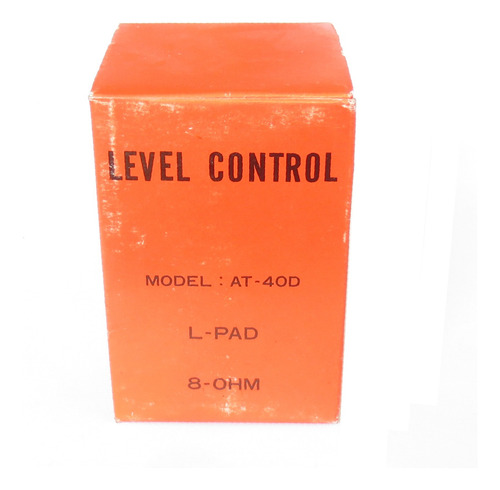 LEVEL CONTROL
MODEL : AT-40D
L-PAD
8-OHM